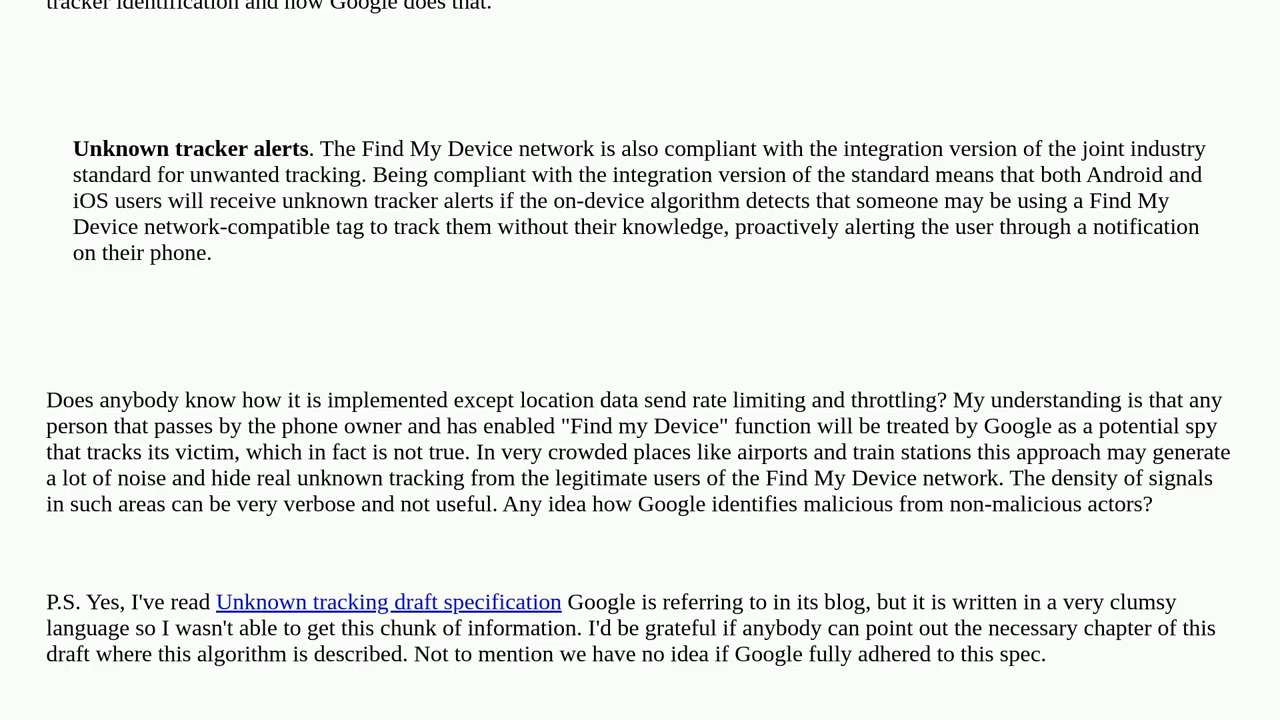 tracker identification and how Google does that.
Unknown tracker alerts. The Find My Device network is also compliant with the integration version of the joint industry
standard for unwanted tracking. Being compliant with the integration version of the standard means that both Android and
iOS users will receive unknown tracker alerts if the on-device algorithm detects that someone may be using a Find My
Device network-compatible tag to track them without their knowledge, proactively alerting the user through a notification
on their phone.
Does anybody know how it is implemented except location data send rate limiting and throttling? My understanding is that any
person that passes by the phone owner and has enabled "Find my Device" function will be treated by Google as a potential spy
that tracks its victim, which in fact is not true. In very crowded places like airports and train stations this approach may generate
a lot of noise and hide real unknown tracking from the legitimate users of the Find My Device network. The density of signals
in such areas can be very verbose and not useful. Any idea how Google identifies malicious from non-malicious actors?
P.S. Yes, I've read Unknown tracking draft specification Google is referring to in its blog, but it is written in a very clumsy
language so I wasn't able to get this chunk of information. I'd be grateful if anybody can point out the necessary chapter of this
draft where this algorithm is described. Not to mention we have no idea if Google fully adhered to this spec.